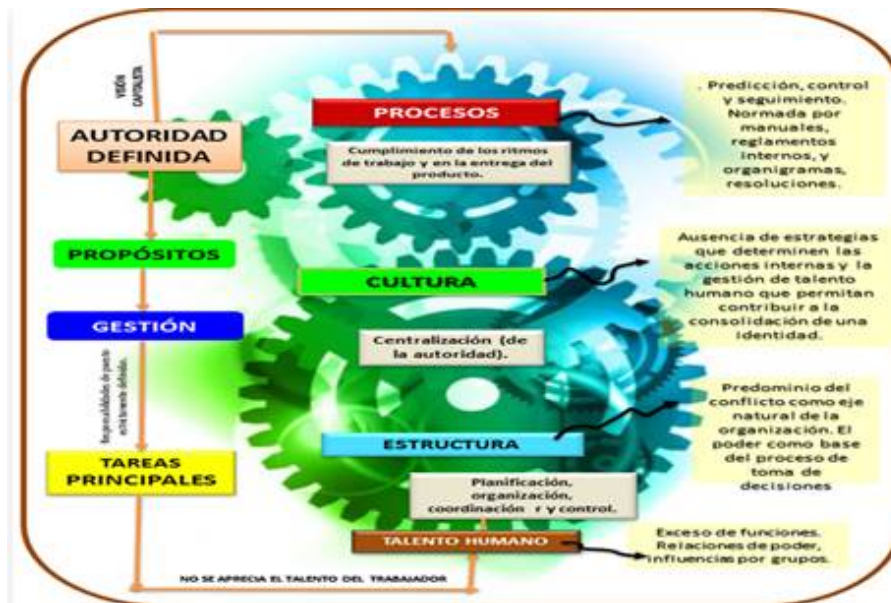 VISIÓN
CAPITALISTA
AUTORIDAD
DEFINIDA
PROPÓSITOS
GESTIÓN
Responsabilidades de puesto
estrictamente definidas.
TAREAS
PRINCIPALES
NO SE APRECIA EL TALENTO DEL TRABAJADOR
PROCESOS
Cumplimiento de los ritmos
de trabajo y en la entrega del
producto.
. Predicción, control
y seguimiento.
Normada por
manuales,
reglamentos
internos, y
organigramas,
resoluciones.
CULTURA
Centralización (de
la autoridad).
Ausencia de estrategias
que determinen las
acciones internas y la
gestión de talento
humano que permitan
contribuir a la
consolidación de una
identidad.
ESTRUCTURA
Planificación,
organización,
coordinación r y control.
Predominio del
conflicto como eje
natural de la
organización. El
poder como base
del proceso de
toma de
decisiones
TALENTO HUMANO
Exceso de funciones.
Relaciones de poder,
influencias por grupos.